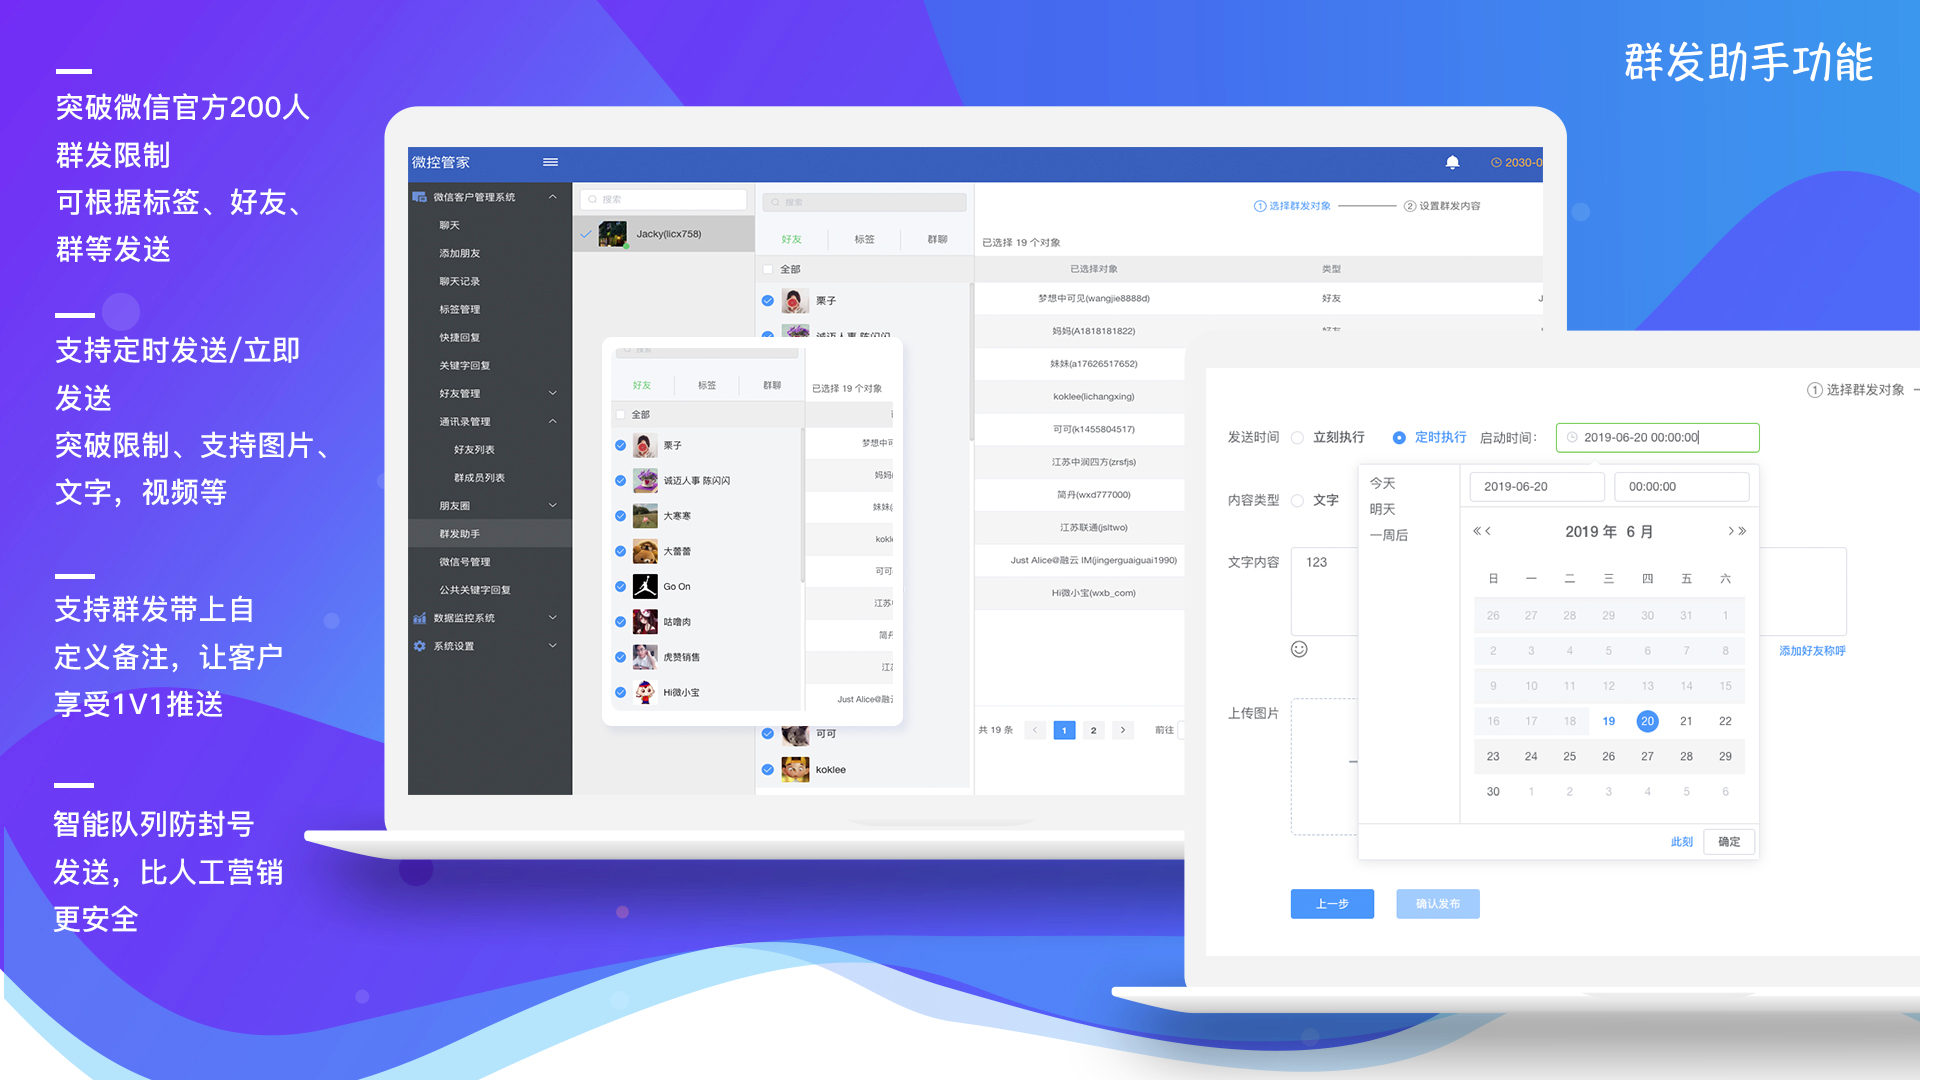 群发助手功能
突破微信官方200人
群发限制
可根据标签、好友、
群等发送
支持定时发送/立即
发送
突破限制、支持图片、
文字，视频等
支持群发带上自
定义备注，让客户
享受1V1推送
智能队列防封号
发送，比人工营销
更安全
微控管家
2030-0
微信客户管理系统
聊天
添加朋友
聊天记录
标签管理
快捷回复
关键字回复
好友管理
通讯录管理
好友列表
群成员列表
朋友圈
群发助手
微信号管理
公共关键字回复
数据监控系统
系统设置
搜索
Jacky(licx758)
搜索
好友 标签 群聊
全部
栗子
诚迈人事 陈闪闪
可可
koklee
搜索
好友 标签 群聊
全部
栗子
诚迈人事 陈闪闪
大寒寒
大蕾蕾
Go On
咕噜肉
虎赞销售
Hi微小宝
已选择 19 个对象
梦想中可
妈妈(
妹妹(
kokl
可可(
江苏
简丹
江苏
Just Alice@融云
① 选择群发对象 ② 设置群发内容
已选择 19 个对象
已选择对象 类型
梦想中可见(wangjie8888d) 好友 J
妈妈(A1818181822) 好友
妹妹(a17626517652)
koklee(lichangxing)
可可(k1455804517)
江苏中润四方(zrsfjs)
简丹(wxd777000)
江苏联通(jsltwo)
Just Alice@融云 IM(jingerguaiguai1990)
Hi微小宝(wxb_com)
共 19 条 < 1 2 > 前往
① 选择群发对象
发送时间 立刻执行 定时执行 启动时间： 2019-06-20 00:00:00
内容类型 文字
文字内容 123
添加好友称呼
上传图片
今天
明天
一周后
2019-06-20 00:00:00
2019 年 6 月
日 一 二 三 四 五 六
26 27 28 29 30 31 1
2 3 4 5 6 7 8
9 10 11 12 13 14 15
16 17 18 19 20 21 22
23 24 25 26 27 28 29
30 1 2 3 4 5 6
此刻 确定
上一步 确认发布